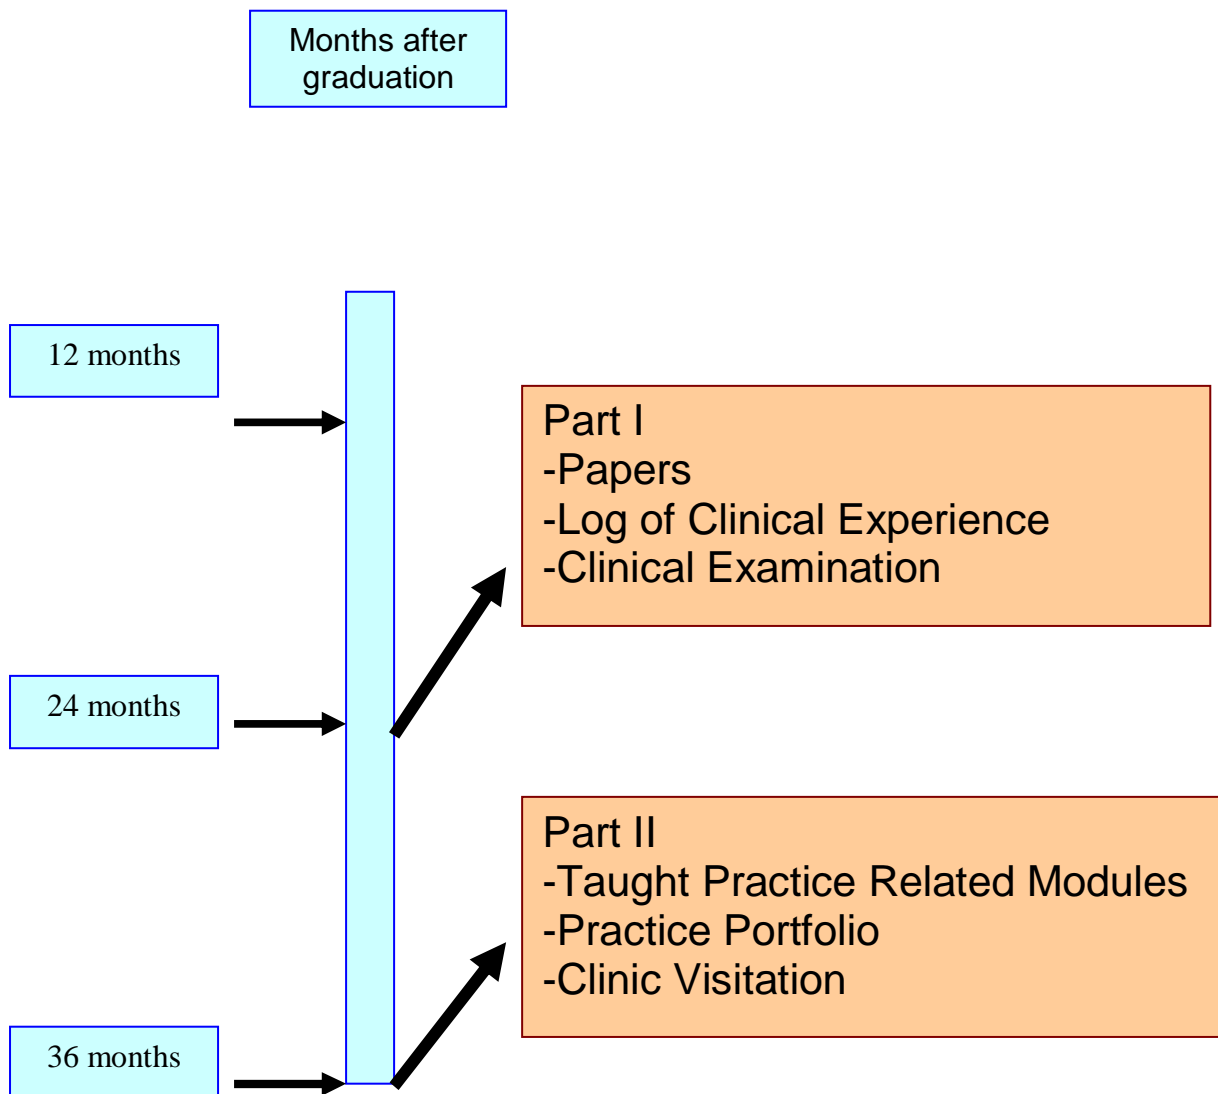 Months after
graduation
12 months
Part I
-Papers
-Log of Clinical Experience
-Clinical Examination
24 months
Part II
-Taught Practice Related Modules
-Practice Portfolio
-Clinic Visitation
36 months